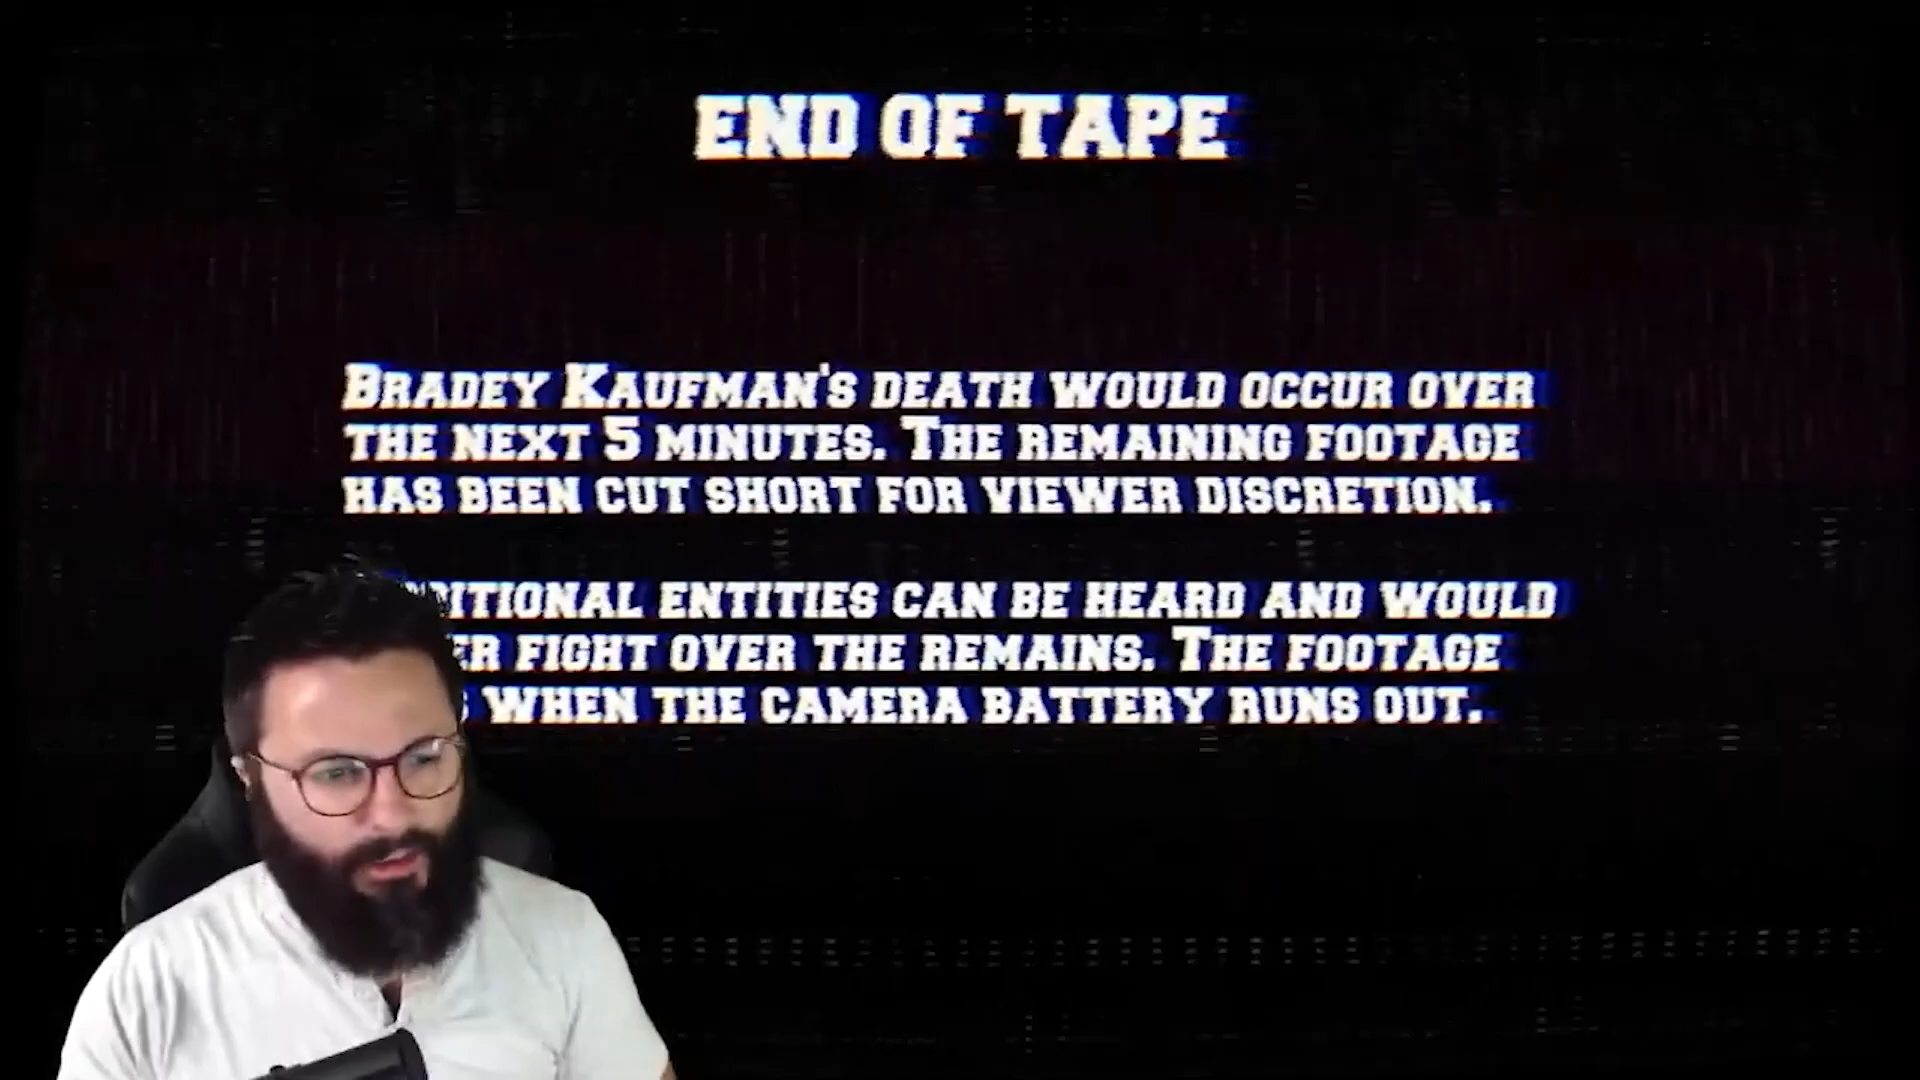 END OF TAPE
BRADEY KAUFMAN'S DEATH WOULD OCCUR OVER
THE NEXT 5 MINUTES. THE REMAINING FOOTAGE
HAS BEEN CUT SHORT FOR VIEWER DISCRETION.
ENTITIES CAN BE HEARD AND WOULD
FIGHT OVER THE REMAINS. THE FOOTAGE
WHEN THE CAMERA BATTERY RUNS OUT.